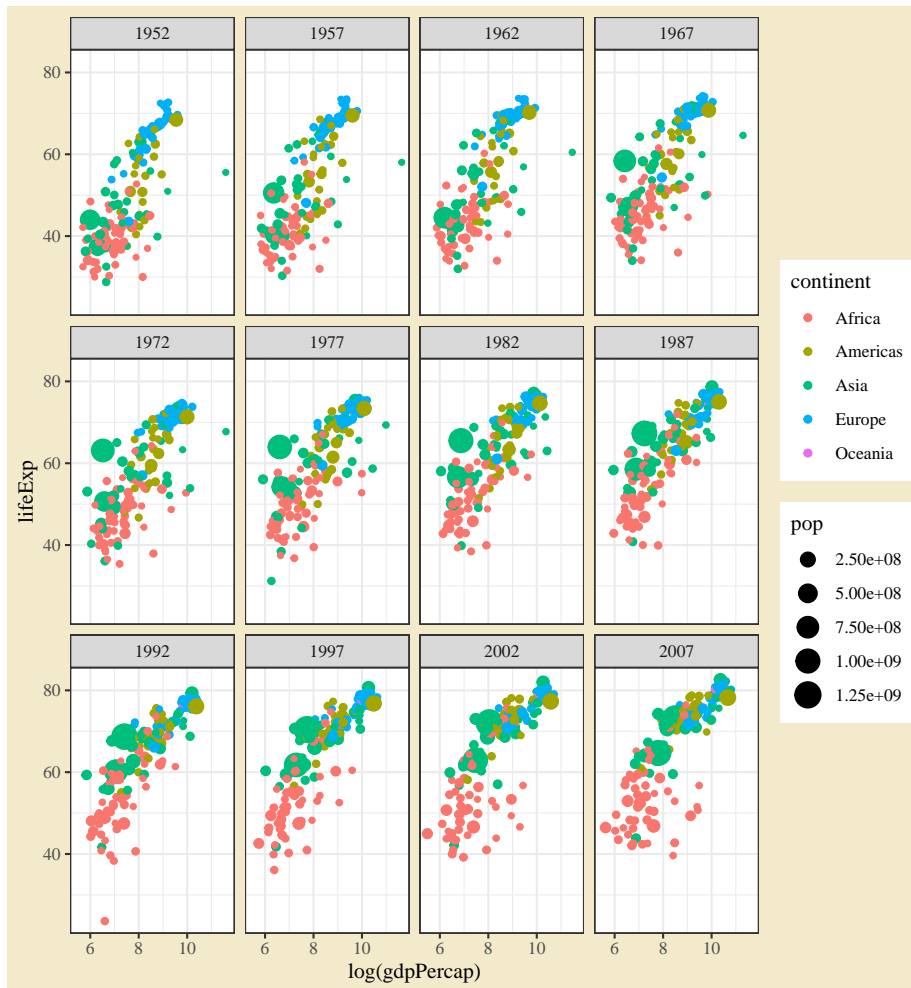 1952 1957 1962 1967
80
60
40
1972 1977 1982 1987
80
60
40
1992 1997 2002 2007
80
60
40
6 8 10 6 8 10 6 8 10 6 8 10
log(gdpPercap)
lifeExp
continent
Africa
Americas
Asia
Europe
Oceania
pop
2.50e+08
5.00e+08
7.50e+08
1.00e+09
1.25e+09